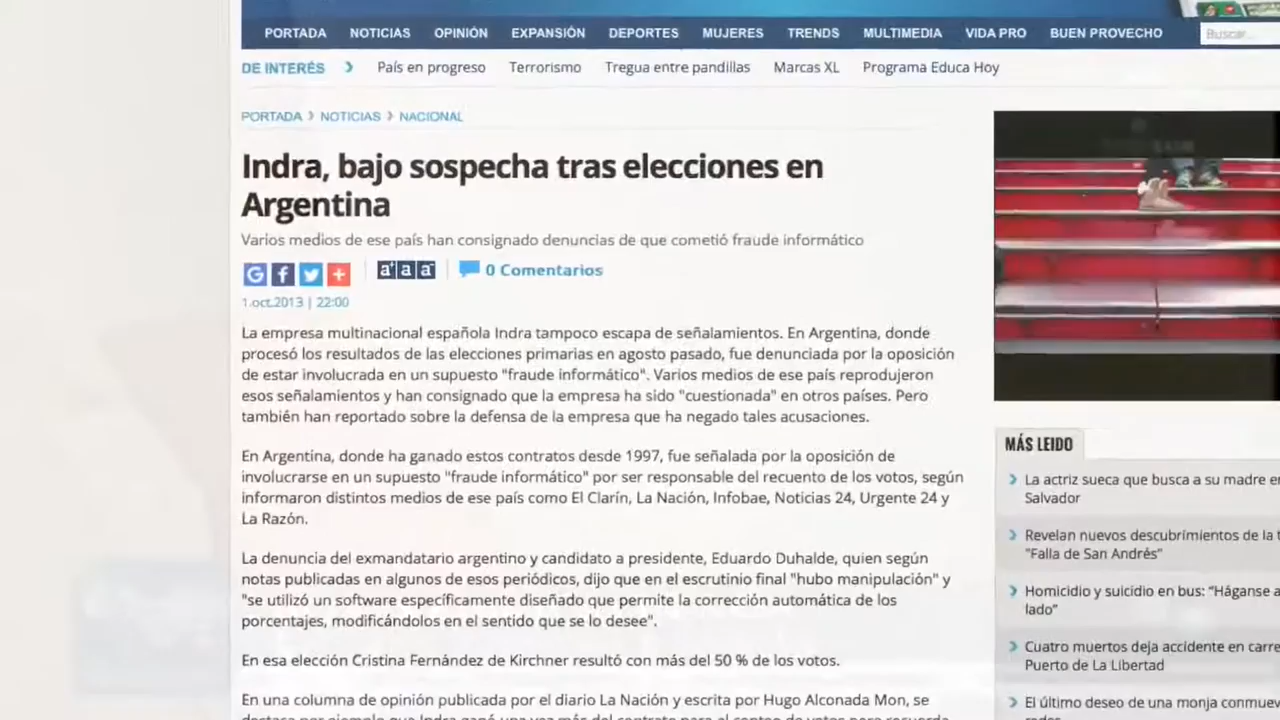 PORTADA NOTICIAS OPINIÓN EXPANSIÓN DEPORTES MUJERES TRENDS MULTIMEDIA VIDA PRO BUEN PROVECHO Buscar...
DE INTERÉS País en progreso Terrorismo Tregua entre pandillas Marcas XL Programa Educa Hoy
PORTADA NOTICIAS NACIONAL
Indra, bajo sospecha tras elecciones en
Argentina
Varios medios de ese país han consignado denuncias de que cometió fraude informático
G f + a+ a a- 0 Comentarios
1.oct.2013 | 22:00
La empresa multinacional española Indra tampoco escapa de señalamientos. En Argentina, donde
procesó los resultados de las elecciones primarias en agosto pasado, fue denunciada por la oposición
de estar involucrada en un supuesto "fraude informático". Varios medios de ese país reprodujeron
esos señalamientos y han consignado que la empresa ha sido "cuestionada" en otros países. Pero
también han reportado sobre la defensa de la empresa que ha negado tales acusaciones.
En Argentina, donde ha ganado estos contratos desde 1997, fue señalada por la oposición de
involucrarse en un supuesto "fraude informático" por ser responsable del recuento de los votos, según
informaron distintos medios de ese país como El Clarín, La Nación, Infobae, Noticias 24, Urgente 24 y
La Razón.
La denuncia del exmandatario argentino y candidato a presidente, Eduardo Duhalde, quien según
notas publicadas en algunos de esos periódicos, dijo que en el escrutinio final "hubo manipulación" y
"se utilizó un software específicamente diseñado que permite la corrección automática de los
porcentajes, modificándolos en el sentido que se lo desee".
En esa elección Cristina Fernández de Kirchner resultó con más del 50 % de los votos.
En una columna de opinión publicada por el diario La Nación y escrita por Hugo Alconada Mon, se
MÁS LEIDO
La actriz sueca que busca a su madre
Salvador
Revelan nuevos descubrimientos de la
"Falla de San Andrés"
Homicidio y suicidio en bus: "Háganse
lado"
Cuatro muertos deja accidente en
Puerto de La Libertad
El último deseo de una monja